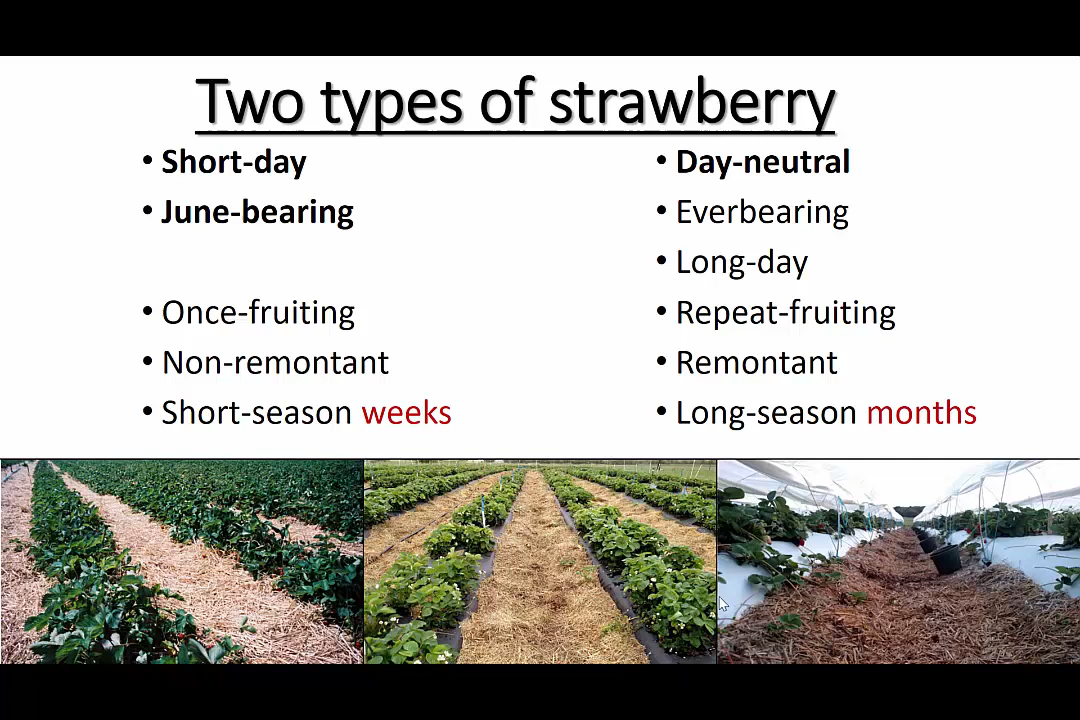 Two types of strawberry
• Short-day
• June-bearing
• Once-fruiting
• Non-remontant
• Short-season weeks
• Day-neutral
• Everbearing
• Long-day
• Repeat-fruiting
• Remontant
• Long-season months